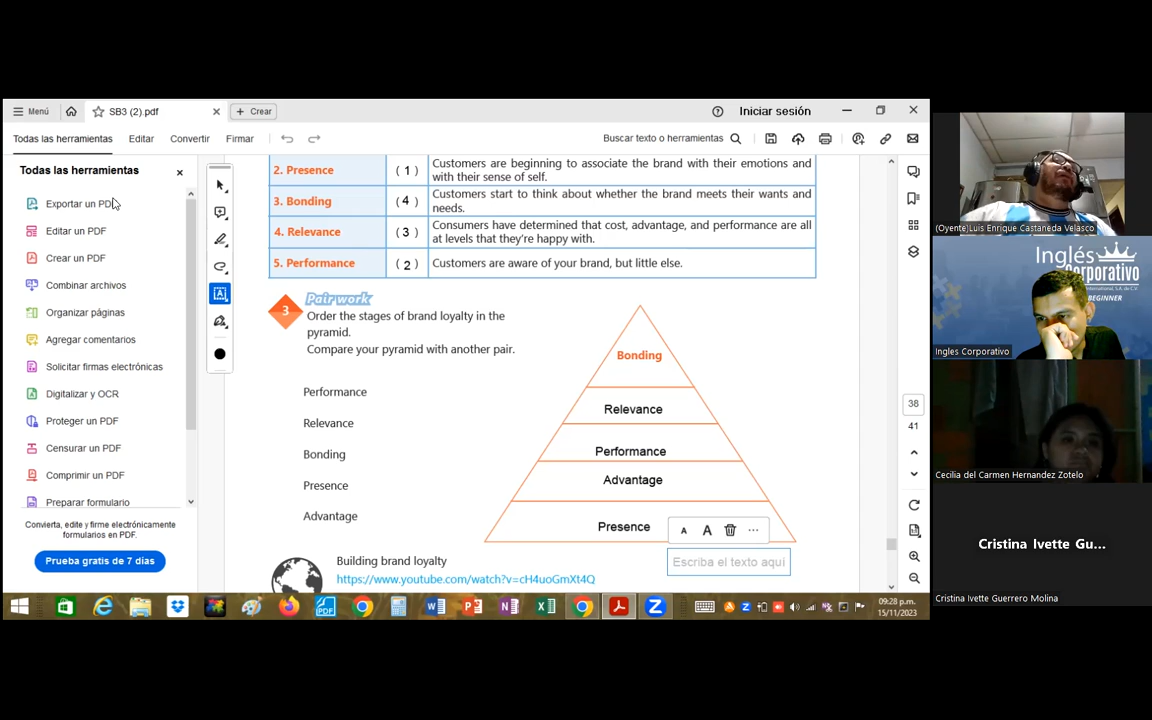 Menú
SB3 (2).pdf
Crear
Iniciar sesión
Todas las herramientas
Editar
Convertir
Firmar
Buscar texto o herramientas
Todas las herramientas
Exportar un PDF
Editar un PDF
Crear un PDF
Combinar archivos
Organizar páginas
Agregar comentarios
Solicitar firmas electrónicas
Digitalizar y OCR
Proteger un PDF
Censurar un PDF
Comprimir un PDF
Preparar formulario
Convierta, edite y firme electrónicamente
formularios en PDF.
Prueba gratis de 7 días
2. Presence ( 1 ) Customers are beginning to associate the brand with their emotions and
with their sense of self.
3. Bonding ( 4 ) Customers start to think about whether the brand meets their wants and
needs.
4. Relevance ( 3 ) Consumers have determined that cost, advantage, and performance are all
at levels that they're happy with.
5. Performance ( 2 ) Customers are aware of your brand, but little else.
3
Pair work
Order the stages of brand loyalty in the
pyramid.
Compare your pyramid with another pair.
Performance
Relevance
Bonding
Presence
Advantage
Bonding
Relevance
Performance
Advantage
Presence
A A ...
Escriba el texto aquí
Building brand loyalty
https://www.youtube.com/watch?v=cH4uoGmXt4Q
38
41
09:28 p.m.
15/11/2023
(Oyente)Luis Enrique Castaneda Velasco
Inglés
Corporativo
International, S.A. de C.V.
BEGINNER
Ingles Corporativo
Cecilia del Carmen Hernandez Zotelo
Cristina Ivette Gu...
Cristina Ivette Guerrero Molina